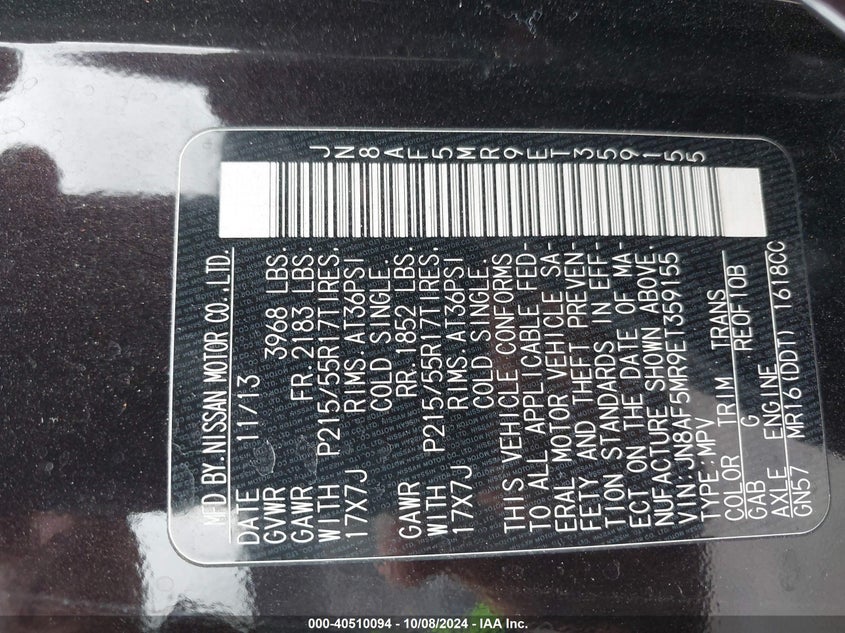 JN8AF5MR9ET359155
MFD BY.NISSAN MOTOR CO.,LTD.
DATE 11/13
GVWR 3968 LBS.
GAWR FR.2183 LBS.
WITH P215/55R17TIRES.
17X7J RIMS.AT36PSI
COLD SINGLE.
GAWR RR.1852 LBS.
WITH P215/55R17TIRES.
17X7J RIMS.AT36PSI
COLD SINGLE.
THIS VEHICLE CONFORMS
TO ALL APPLICABLE FED-
ERAL MOTOR VEHICLE SA-
FETY AND THEFT PREVEN-
TION STANDARDS IN EFF-
ECT ON THE DATE OF MA-
NUFACTURE SHOWN ABOVE.
VIN:JN8AF5MR9ET359155
TYPE:MPV
COLOR TRIM TRANS
GAB G RE0F10B
AXLE ENGINE
GN57 MR16(DDT) 1618CC
000-40510094 - 10/08/2024 - IAA Inc.